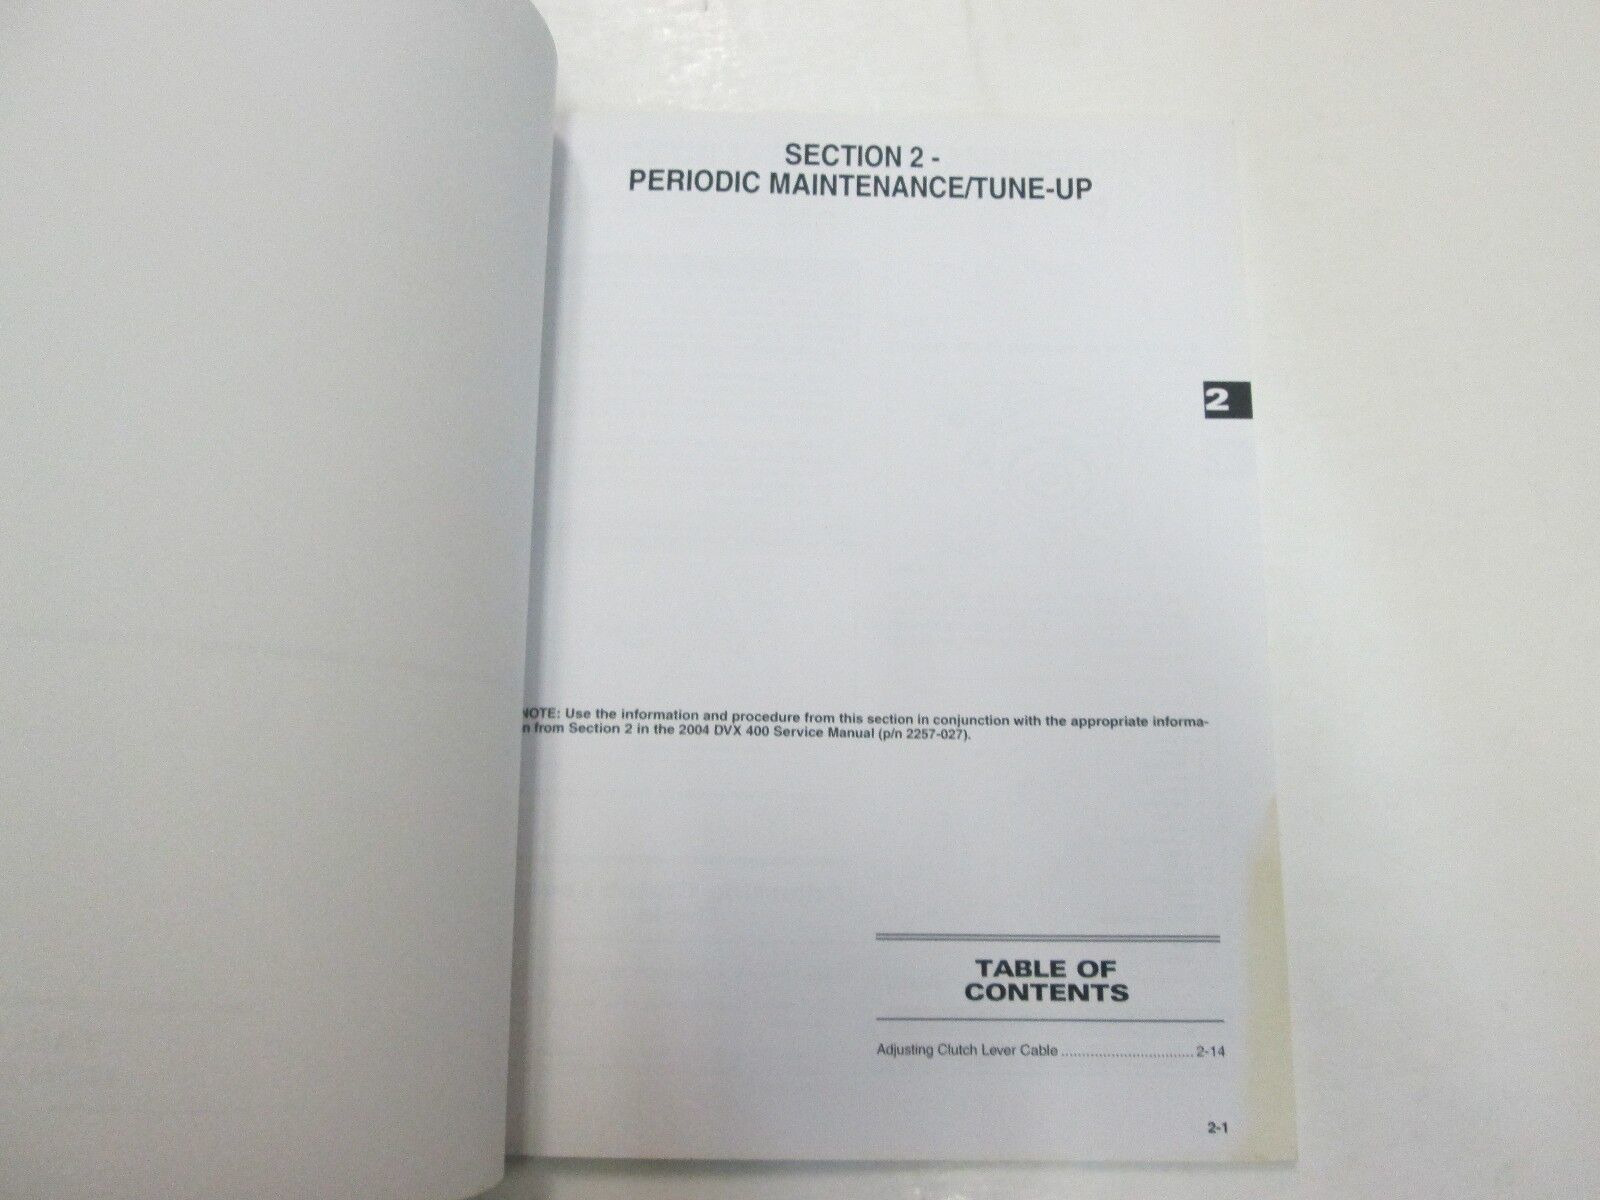 SECTION 2 -
PERIODIC MAINTENANCE/TUNE-UP
2
NOTE: Use the information and procedure from this section in conjunction with the appropriate informa-
n from Section 2 in the 2004 DVX 400 Service Manual (p/n 2257-027).
TABLE OF
CONTENTS
Adjusting Clutch Lever Cable ................................ 2-14
2-1